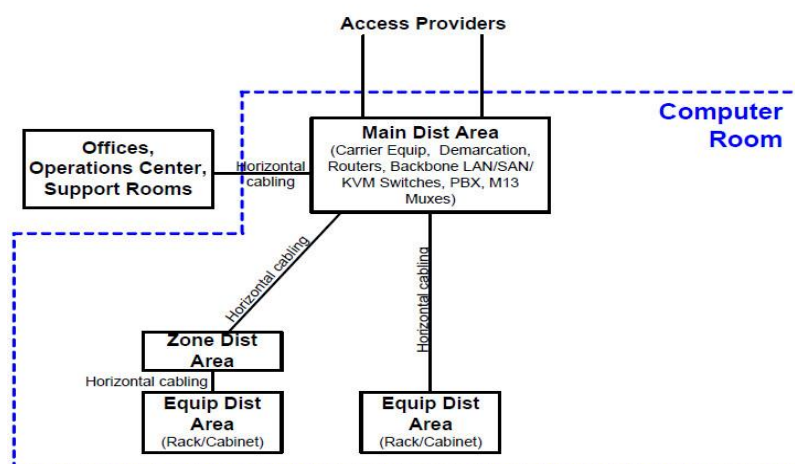 Access Providers
Computer
Room
Main Dist Area
(Carrier Equip, Demarcation,
Routers, Backbone LAN/SAN/
KVM Switches, PBX, M13
Muxes)
Offices,
Operations Center,
Support Rooms
Horizontal
cabling
Horizontal cabling
Horizontal cabling
Zone Dist
Area
Horizontal cabling
Equip Dist
Area
(Rack/Cabinet)
Equip Dist
Area
(Rack/Cabinet)